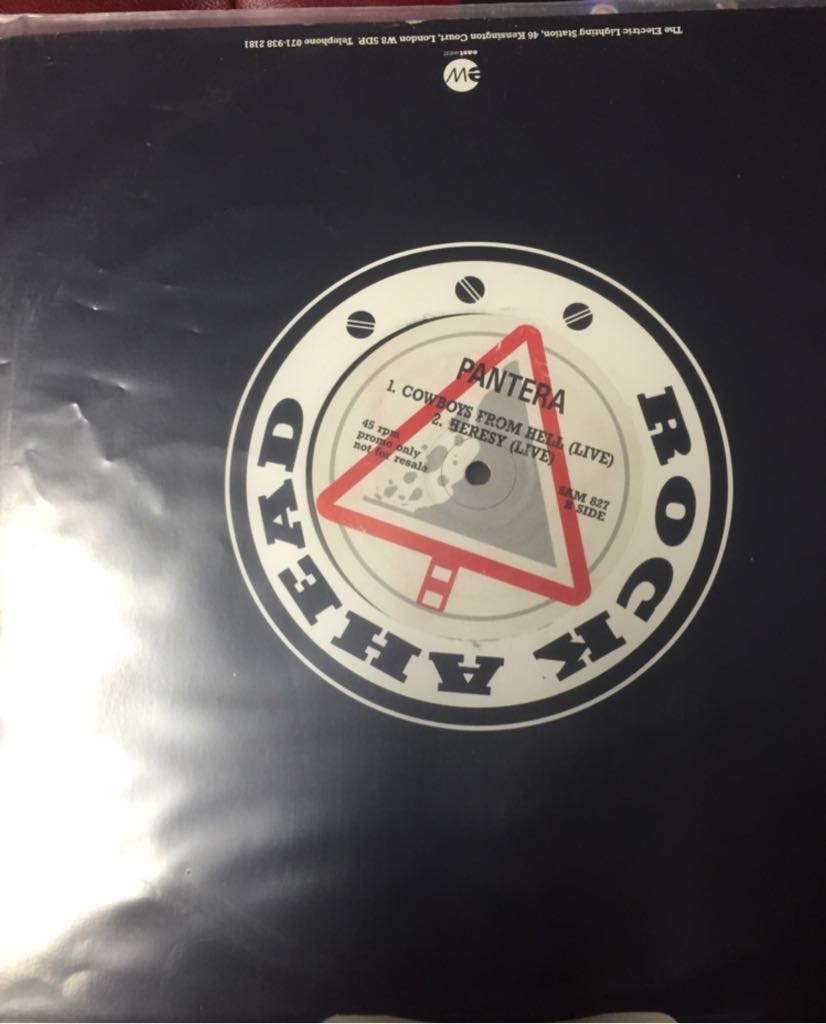 The Electric Lighting Station, 46 Kensington Court, London W8 5DP. Telephone 071-938 2181
eastwest
ew
PANTERA
1. COWBOYS FROM HELL (LIVE)
2. HERESY (LIVE)
45 rpm
promo only
not for resale
SAM 827
B SIDE
ROCK AHEAD